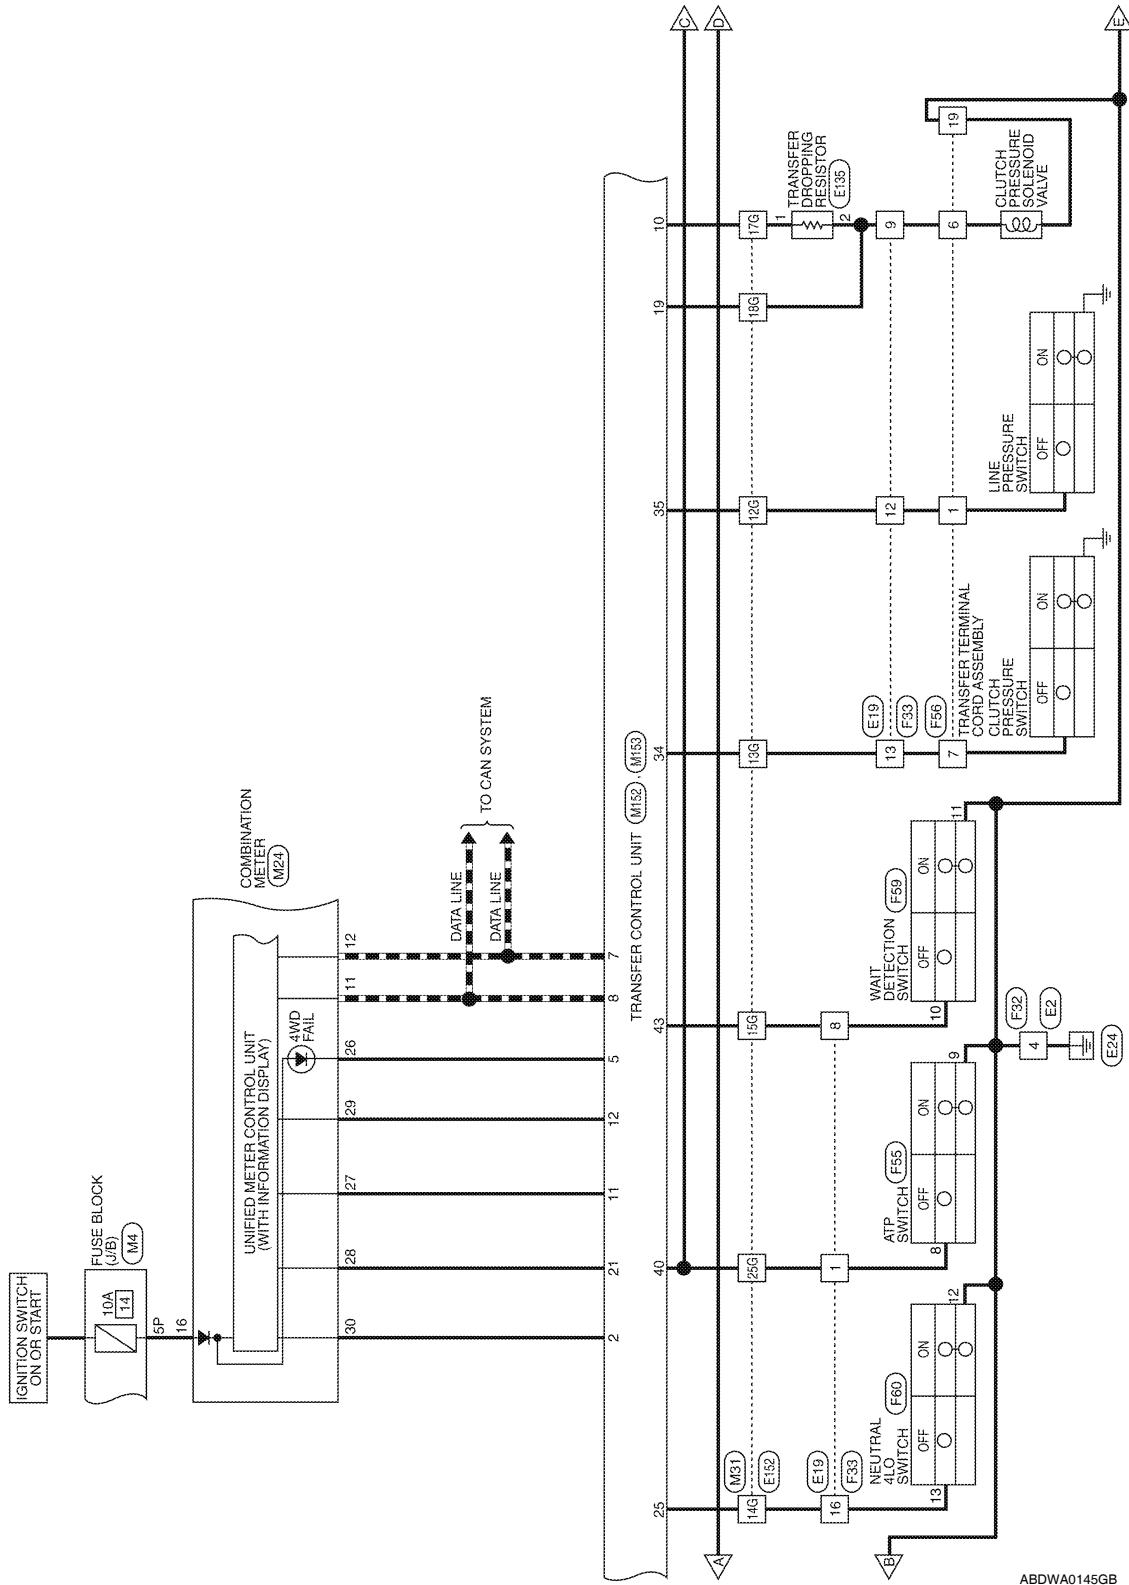 IGNITION SWITCH
ON OR START
FUSE BLOCK
(J/B)
M4
10A
14
5P
16
COMBINATION
METER
M24
UNIFIED METER CONTROL UNIT
(WITH INFORMATION DISPLAY)
4WD
FAIL
30
28
27
29
26
11
12
DATA LINE
DATA LINE
TO CAN SYSTEM
2
21
11
12
5
8
7
TRANSFER CONTROL UNIT
M152
,
M153
25
40
43
34
35
19
10
A
C
D
M31
E152
14G
25G
15G
13G
12G
18G
17G
1
TRANSFER
DROPPING
RESISTOR
E135
2
E19
F33
16
1
8
E19
F33
13
12
9
F56
7
1
6
19
TRANSFER TERMINAL
CORD ASSEMBLY
NEUTRAL
4LO
SWITCH
F60
13
OFF
ON
12
ATP
SWITCH
F55
8
OFF
ON
9
WAIT
DETECTION
SWITCH
F59
10
OFF
ON
11
CLUTCH
PRESSURE
SWITCH
OFF
ON
LINE
PRESSURE
SWITCH
OFF
ON
CLUTCH
PRESSURE
SOLENOID
VALVE
B
4
F32
E2
E24
E
ABDWA0145GB